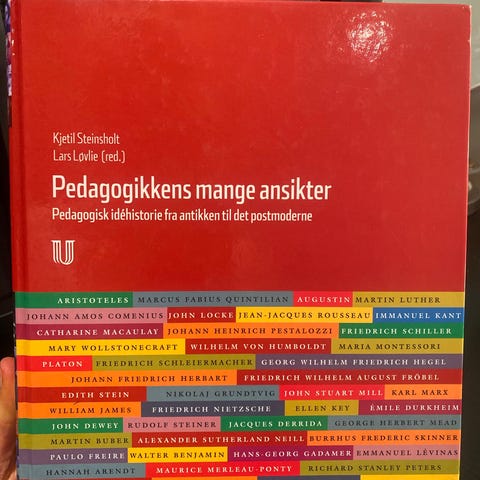 Kjetil Steinsholt
Lars Løvlie (red.)
Pedagogikkens mange ansikter
Pedagogisk idéhistorie fra antikken til det postmoderne
U
ARISTOTELES MARCUS FABIUS QUINTILIAN AUGUSTIN MARTIN LUTHER
JOHANN AMOS COMENIUS JOHN LOCKE JEAN-JACQUES ROUSSEAU IMMANUEL KANT
CATHARINE MACAULAY JOHANN HEINRICH PESTALOZZI FRIEDRICH SCHILLER
MARY WOLLSTONECRAFT WILHELM VON HUMBOLDT MARIA MONTESSORI
PLATON FRIEDRICH SCHLEIERMACHER GEORG WILHELM FRIEDRICH HEGEL
JOHANN FRIEDRICH HERBART FRIEDRICH WILHELM AUGUST FRÖBEL
EDITH STEIN NIKOLAJ GRUNDTVIG JOHN STUART MILL KARL MARX
WILLIAM JAMES FRIEDRICH NIETZSCHE ELLEN KEY ÉMILE DURKHEIM
JOHN DEWEY RUDOLF STEINER JACQUES DERRIDA GEORGE HERBERT MEAD
MARTIN BUBER ALEXANDER SUTHERLAND NEILL BURRHUS FREDERIC SKINNER
PAULO FREIRE WALTER BENJAMIN HANS-GEORG GADAMER EMMANUEL LÉVINAS
HANNAH ARENDT MAURICE MERLEAU-PONTY RICHARD STANLEY PETERS